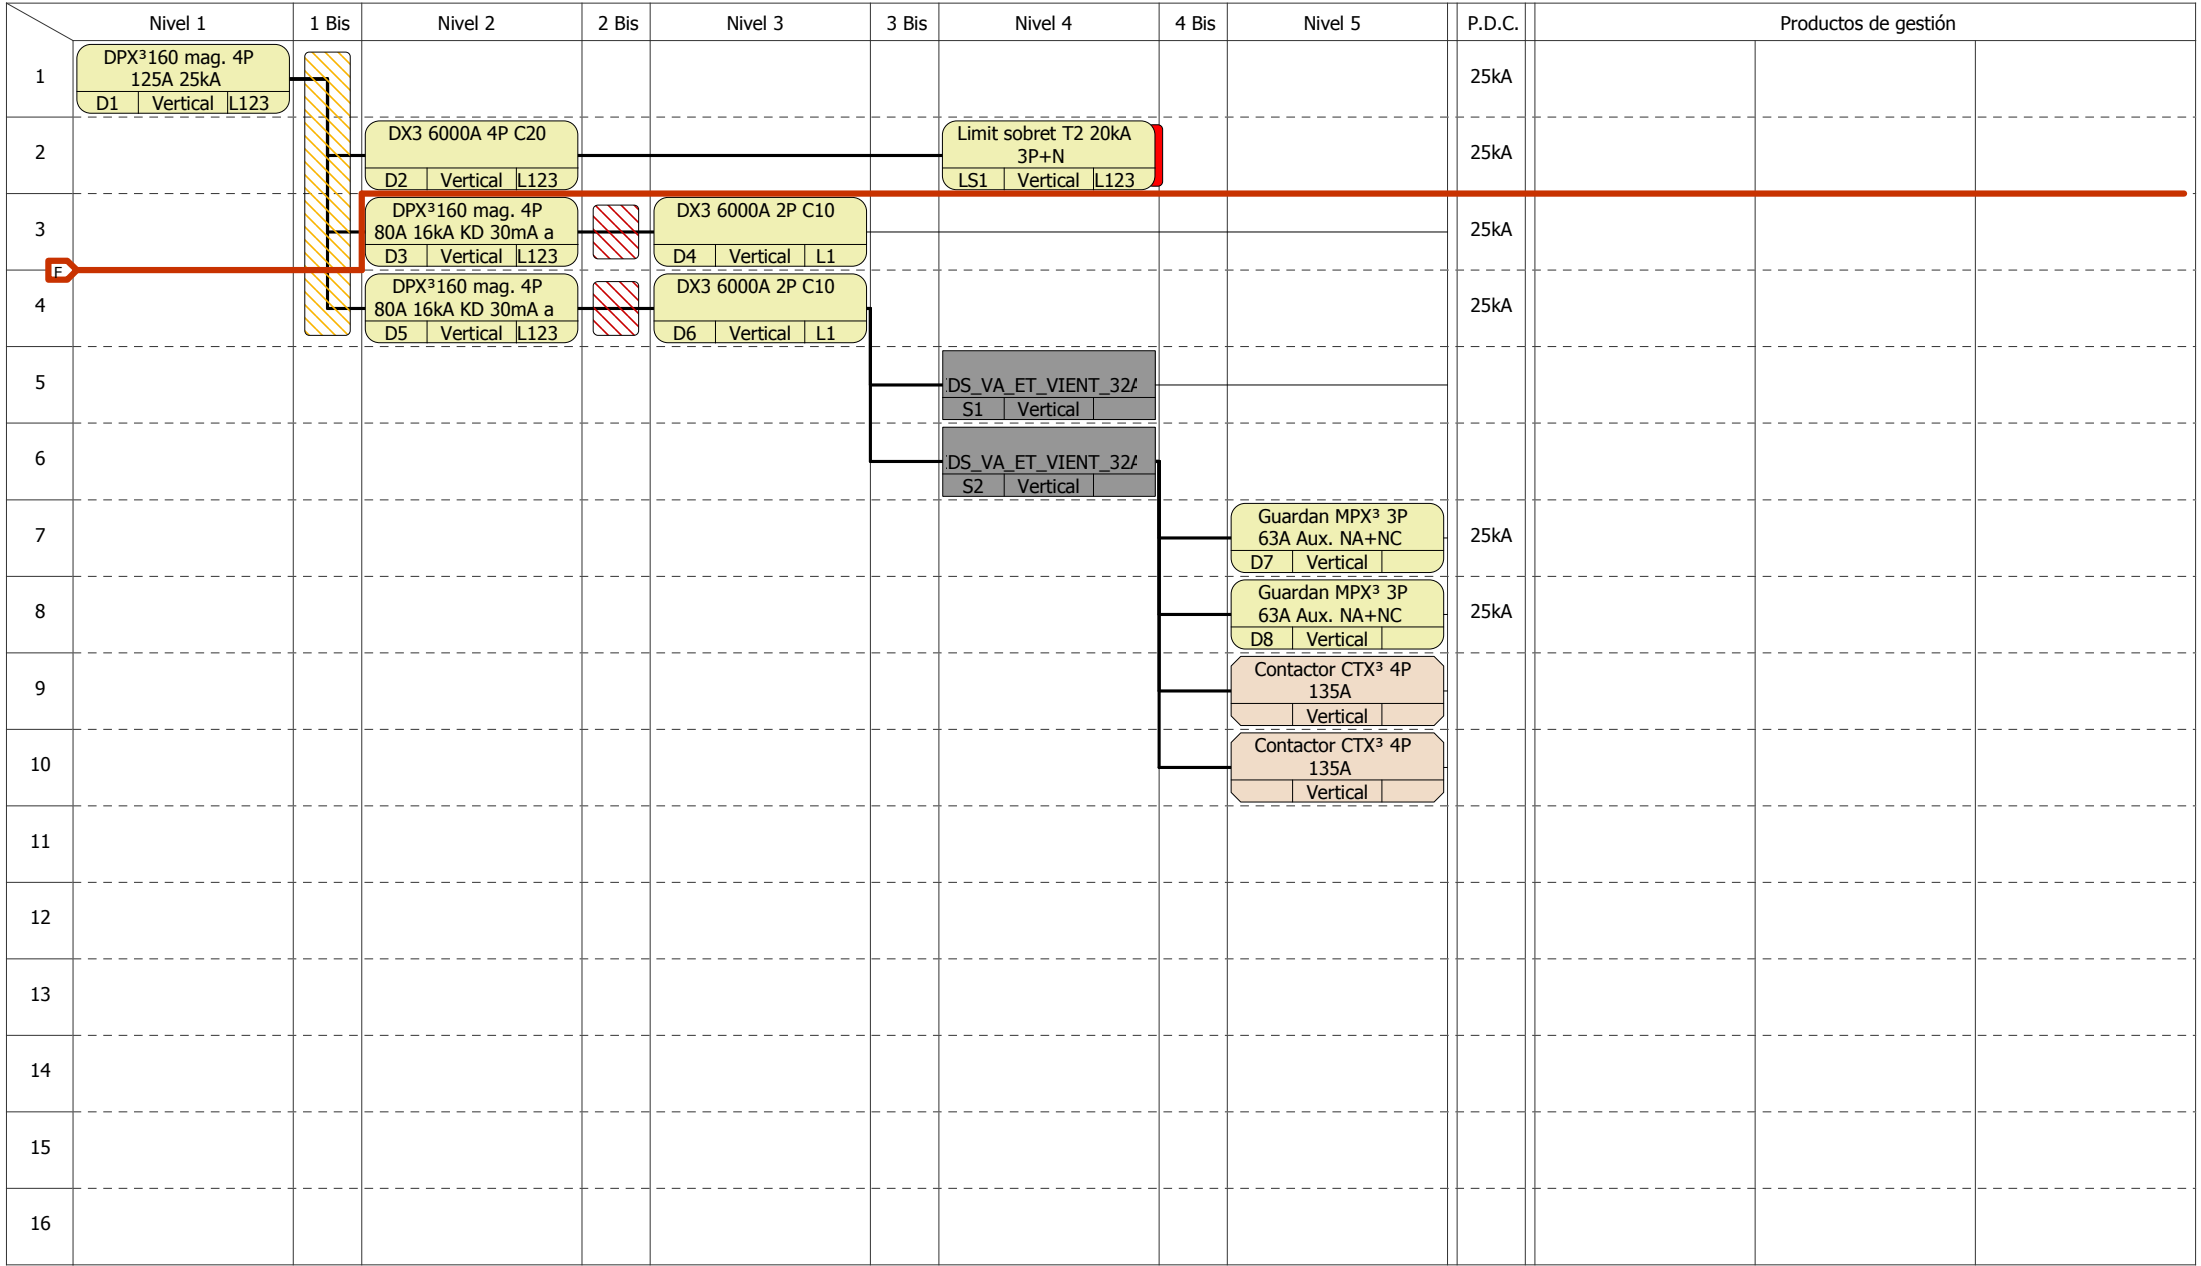 Nivel 1 1 Bis Nivel 2 2 Bis Nivel 3 3 Bis Nivel 4 4 Bis Nivel 5 P.D.C. Productos de gestión
1
DPX³160 mag. 4P
125A 25kA
D1 Vertical L123
25kA
2
DX3 6000A 4P C20
D2 Vertical L123
Limit sobret T2 20kA
3P+N
LS1 Vertical L123
25kA
3
DPX³160 mag. 4P
80A 16kA KD 30mA a
D3 Vertical L123
DX3 6000A 2P C10
D4 Vertical L1
25kA
F
4
DPX³160 mag. 4P
80A 16kA KD 30mA a
D5 Vertical L123
DX3 6000A 2P C10
D6 Vertical L1
25kA
5
DS_VA_ET_VIENT_32A
S1 Vertical
6
DS_VA_ET_VIENT_32A
S2 Vertical
7
Guardan MPX³ 3P
63A Aux. NA+NC
D7 Vertical
25kA
8
Guardan MPX³ 3P
63A Aux. NA+NC
D8 Vertical
25kA
9
Contactor CTX³ 4P
135A
Vertical
10
Contactor CTX³ 4P
135A
Vertical
11
12
13
14
15
16